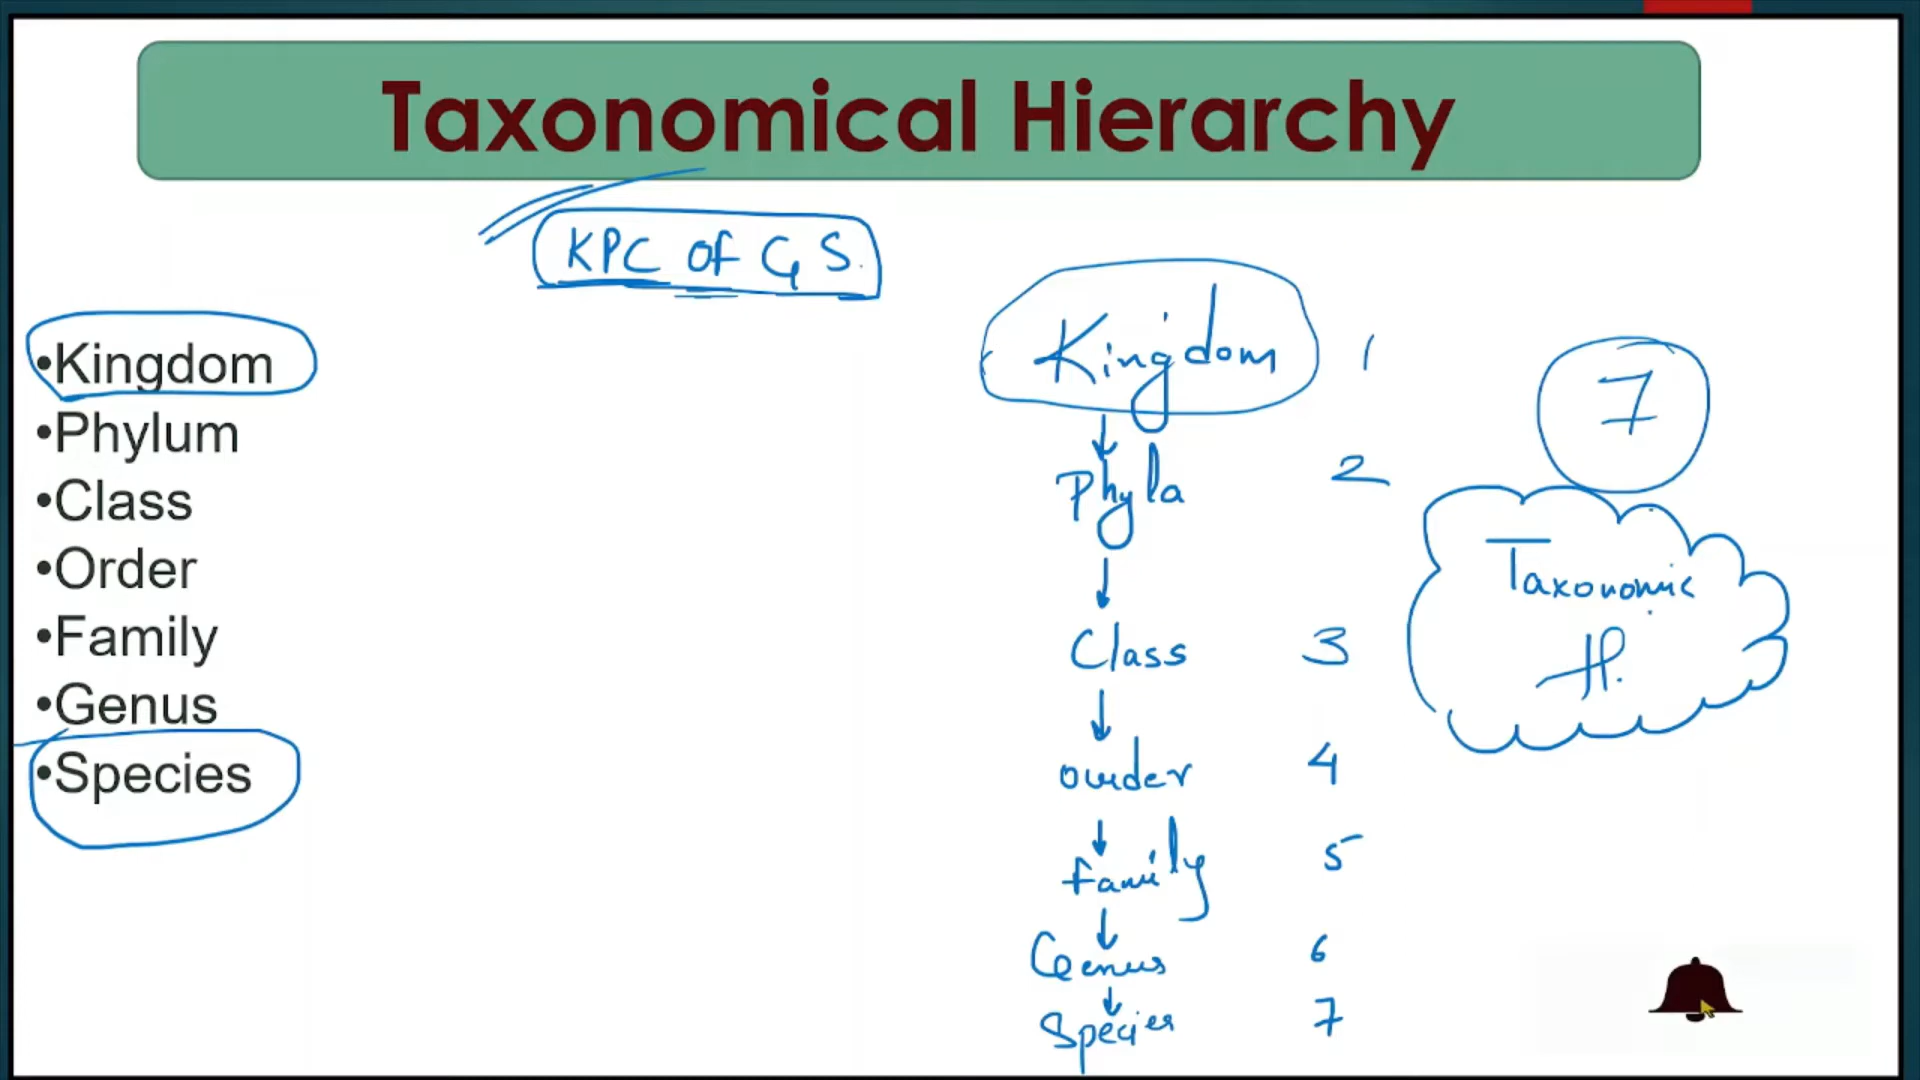 Taxonomical Hierarchy
KPC of G S.
•Kingdom
•Phylum
•Class
•Order
•Family
•Genus
•Species
Kingdom 1
Phyla 2
Class 3
Order 4
family 5
Genus 6
Species 7
7
Taxonomic
H.